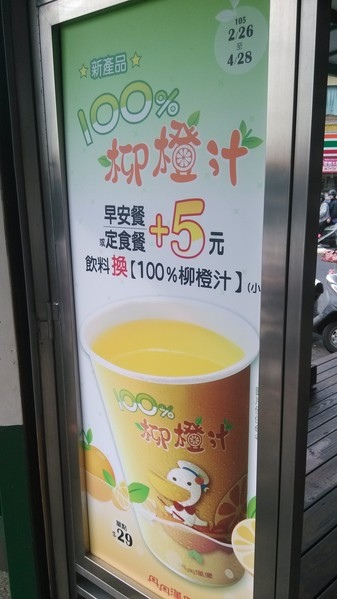 105
2/26
至
4/28
新產品
100%
柳橙汁
早安餐
或定食餐
+5元
飲料換【100%柳橙汁】(小
100%
柳橙汁
單點
$29